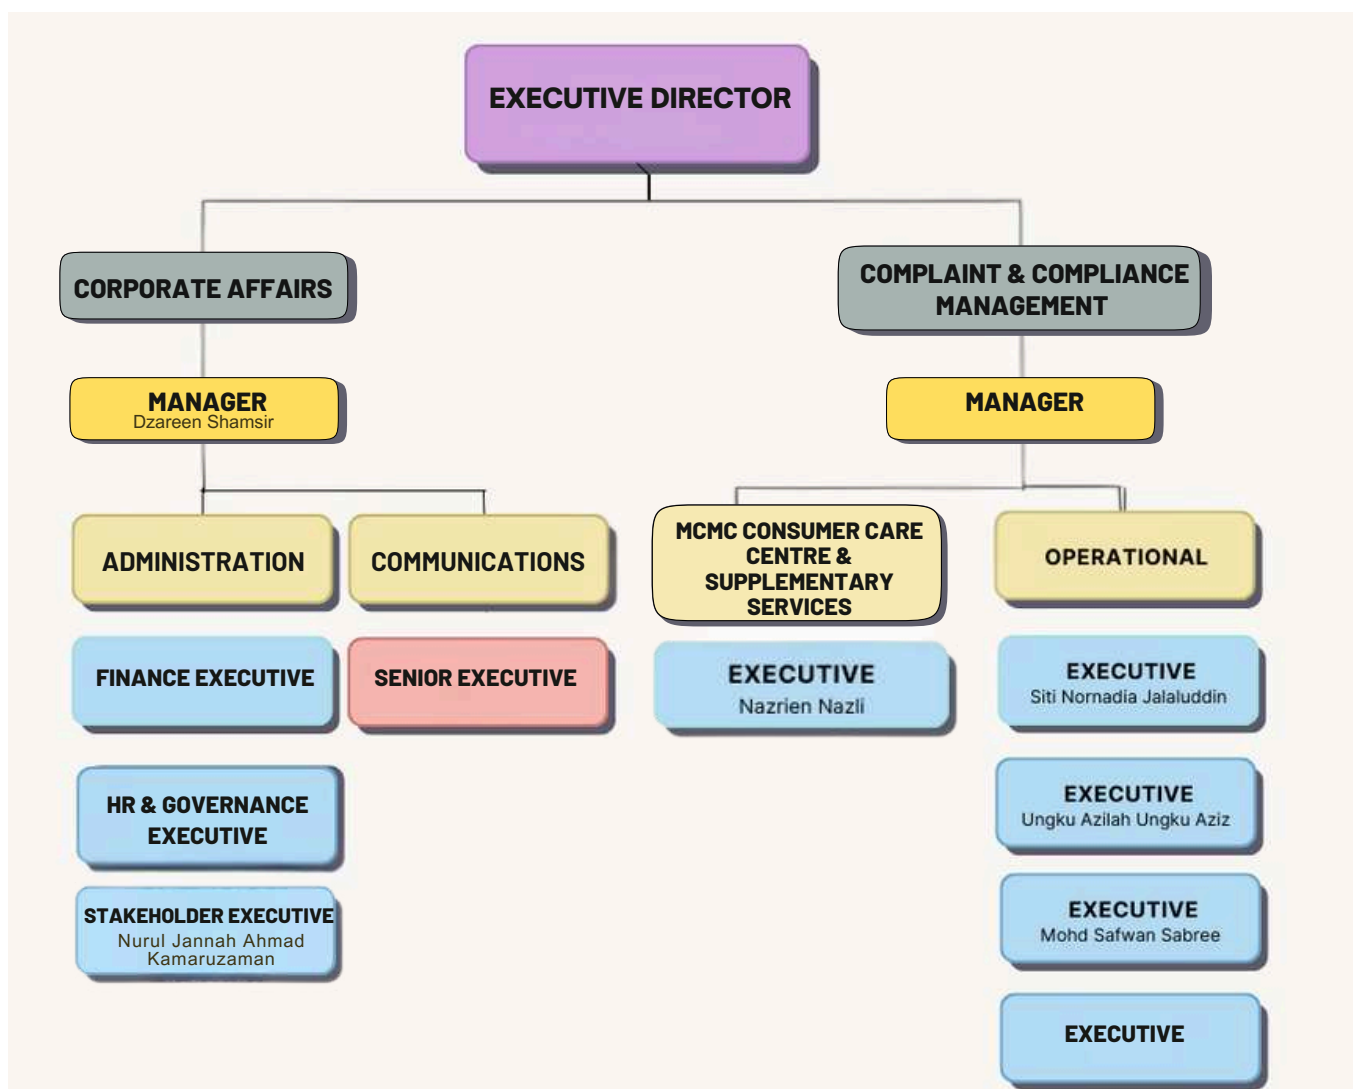 EXECUTIVE DIRECTOR
CORPORATE AFFAIRS
COMPLAINT & COMPLIANCE
MANAGEMENT
MANAGER
Dzareen Shamsir
MANAGER
ADMINISTRATION
COMMUNICATIONS
MCMC CONSUMER CARE
CENTRE &
SUPPLEMENTARY
SERVICES
OPERATIONAL
FINANCE EXECUTIVE
SENIOR EXECUTIVE
EXECUTIVE
Nazrien Nazli
EXECUTIVE
Siti Nornadia Jalaluddin
HR & GOVERNANCE
EXECUTIVE
EXECUTIVE
Ungku Azilah Ungku Aziz
STAKEHOLDER EXECUTIVE
Nurul Jannah Ahmad
Kamaruzaman
EXECUTIVE
Mohd Safwan Sabree
EXECUTIVE